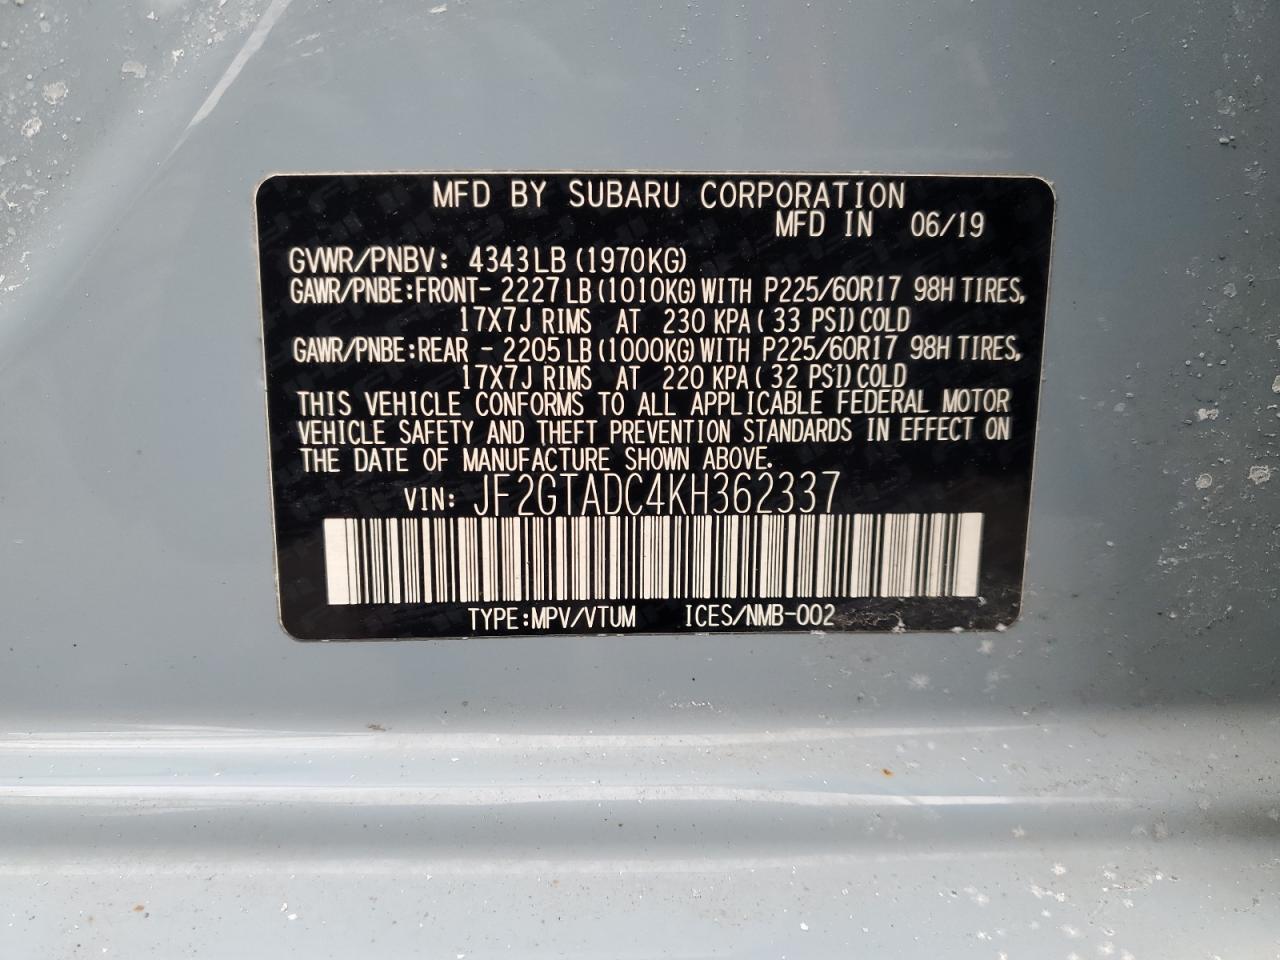 MFD BY SUBARU CORPORATION
MFD IN 06/19
GVWR/PNBV: 4343LB (1970KG)
GAWR/PNBE:FRONT- 2227LB (1010KG) WITH P225/60R17 98H TIRES,
17X7J RIMS AT 230 KPA ( 33 PSI) COLD
GAWR/PNBE:REAR - 2205LB (1000KG) WITH P225/60R17 98H TIRES,
17X7J RIMS AT 220 KPA ( 32 PSI) COLD
THIS VEHICLE CONFORMS TO ALL APPLICABLE FEDERAL MOTOR
VEHICLE SAFETY AND THEFT PREVENTION STANDARDS IN EFFECT ON
THE DATE OF MANUFACTURE SHOWN ABOVE.
VIN: JF2GTADC4KH362337
TYPE:MPV/VTUM ICES/NMB-002